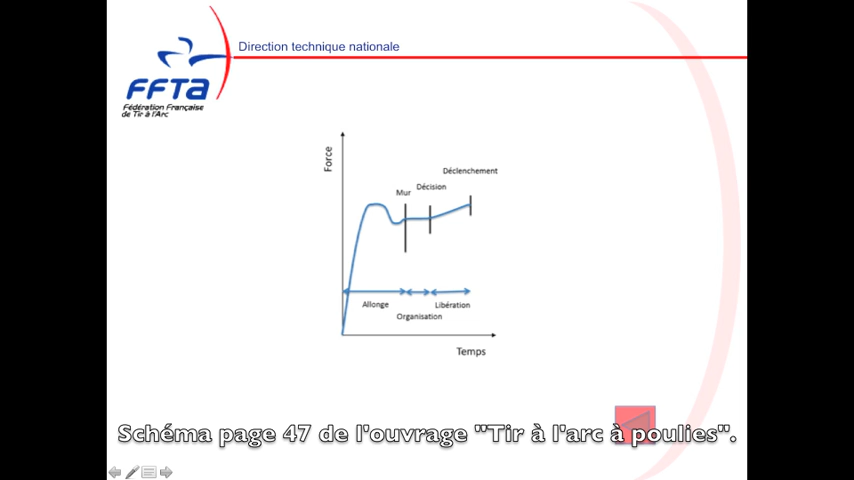 Direction technique nationale
FFTa
Fédération Française
de Tir à l'Arc
Force
Déclenchement
Mur
Décision
Allonge
Libération
Organisation
Temps
Schéma page 47 de l'ouvrage "Tir à l'arc à poulies".